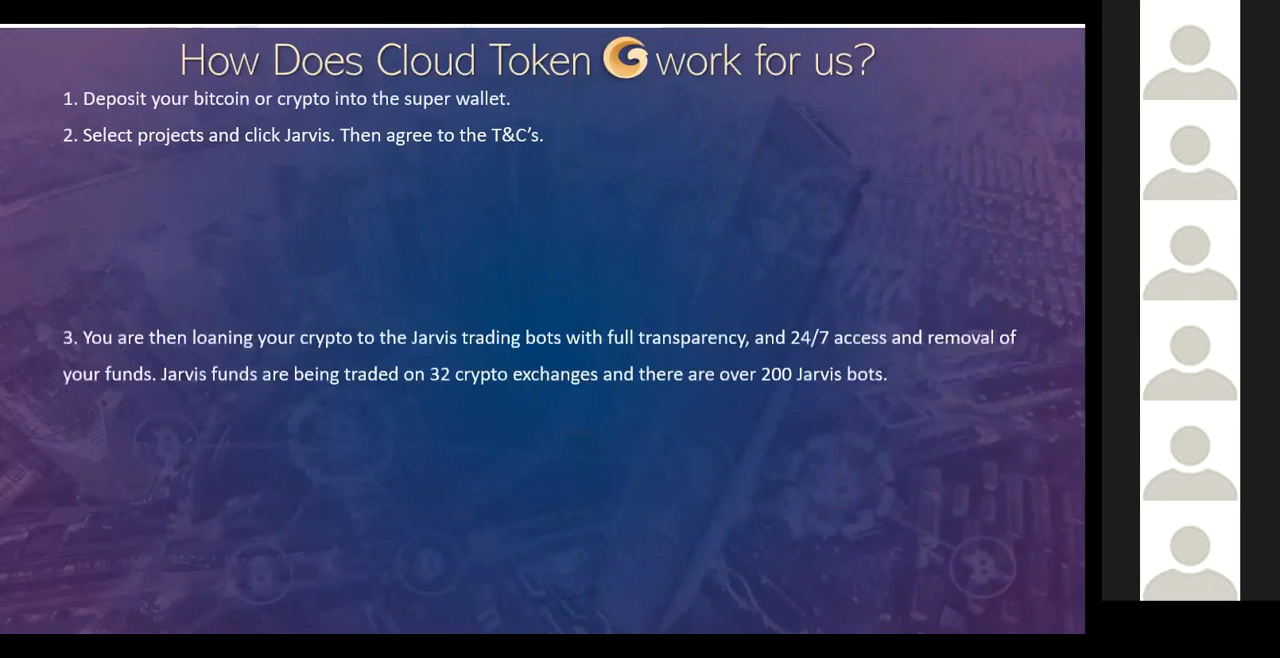 How Does Cloud Token work for us?
1. Deposit your bitcoin or crypto into the super wallet.
2. Select projects and click Jarvis. Then agree to the T&C's.
3. You are then loaning your crypto to the Jarvis trading bots with full transparency, and 24/7 access and removal of
your funds. Jarvis funds are being traded on 32 crypto exchanges and there are over 200 Jarvis bots.